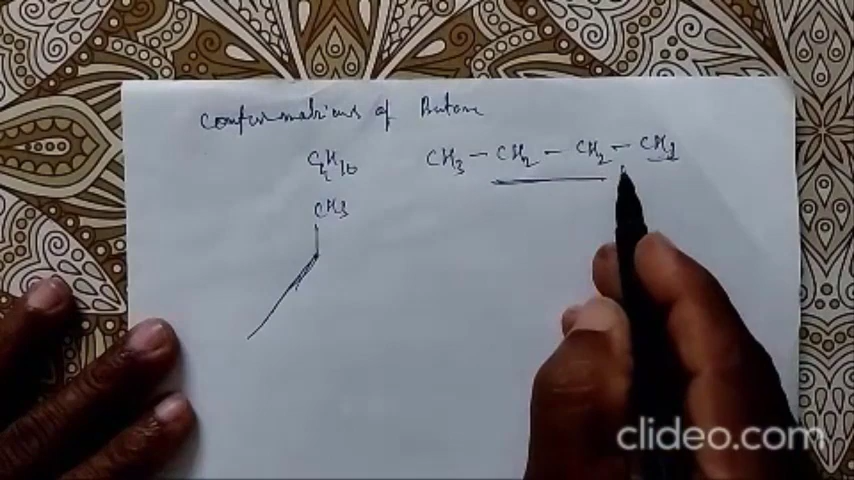 Conformations of Butane
C4H10 CH3 - CH2 - CH2 - CH3
CH3
clideo.com